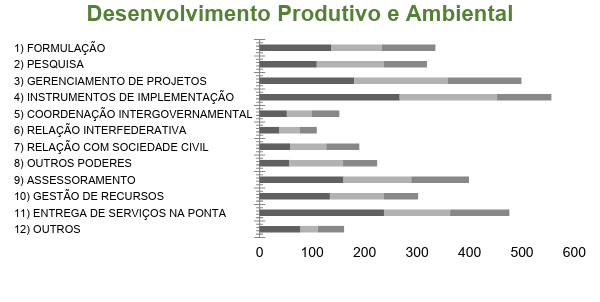 Desenvolvimento Produtivo e Ambiental
1) FORMULAÇÃO
2) PESQUISA
3) GERENCIAMENTO DE PROJETOS
4) INSTRUMENTOS DE IMPLEMENTAÇÃO
5) COORDENAÇÃO INTERGOVERNAMENTAL
6) RELAÇÃO INTERFEDERATIVA
7) RELAÇÃO COM SOCIEDADE CIVIL
8) OUTROS PODERES
9) ASSESSORAMENTO
10) GESTÃO DE RECURSOS
11) ENTREGA DE SERVIÇOS NA PONTA
12) OUTROS
0 100 200 300 400 500 600